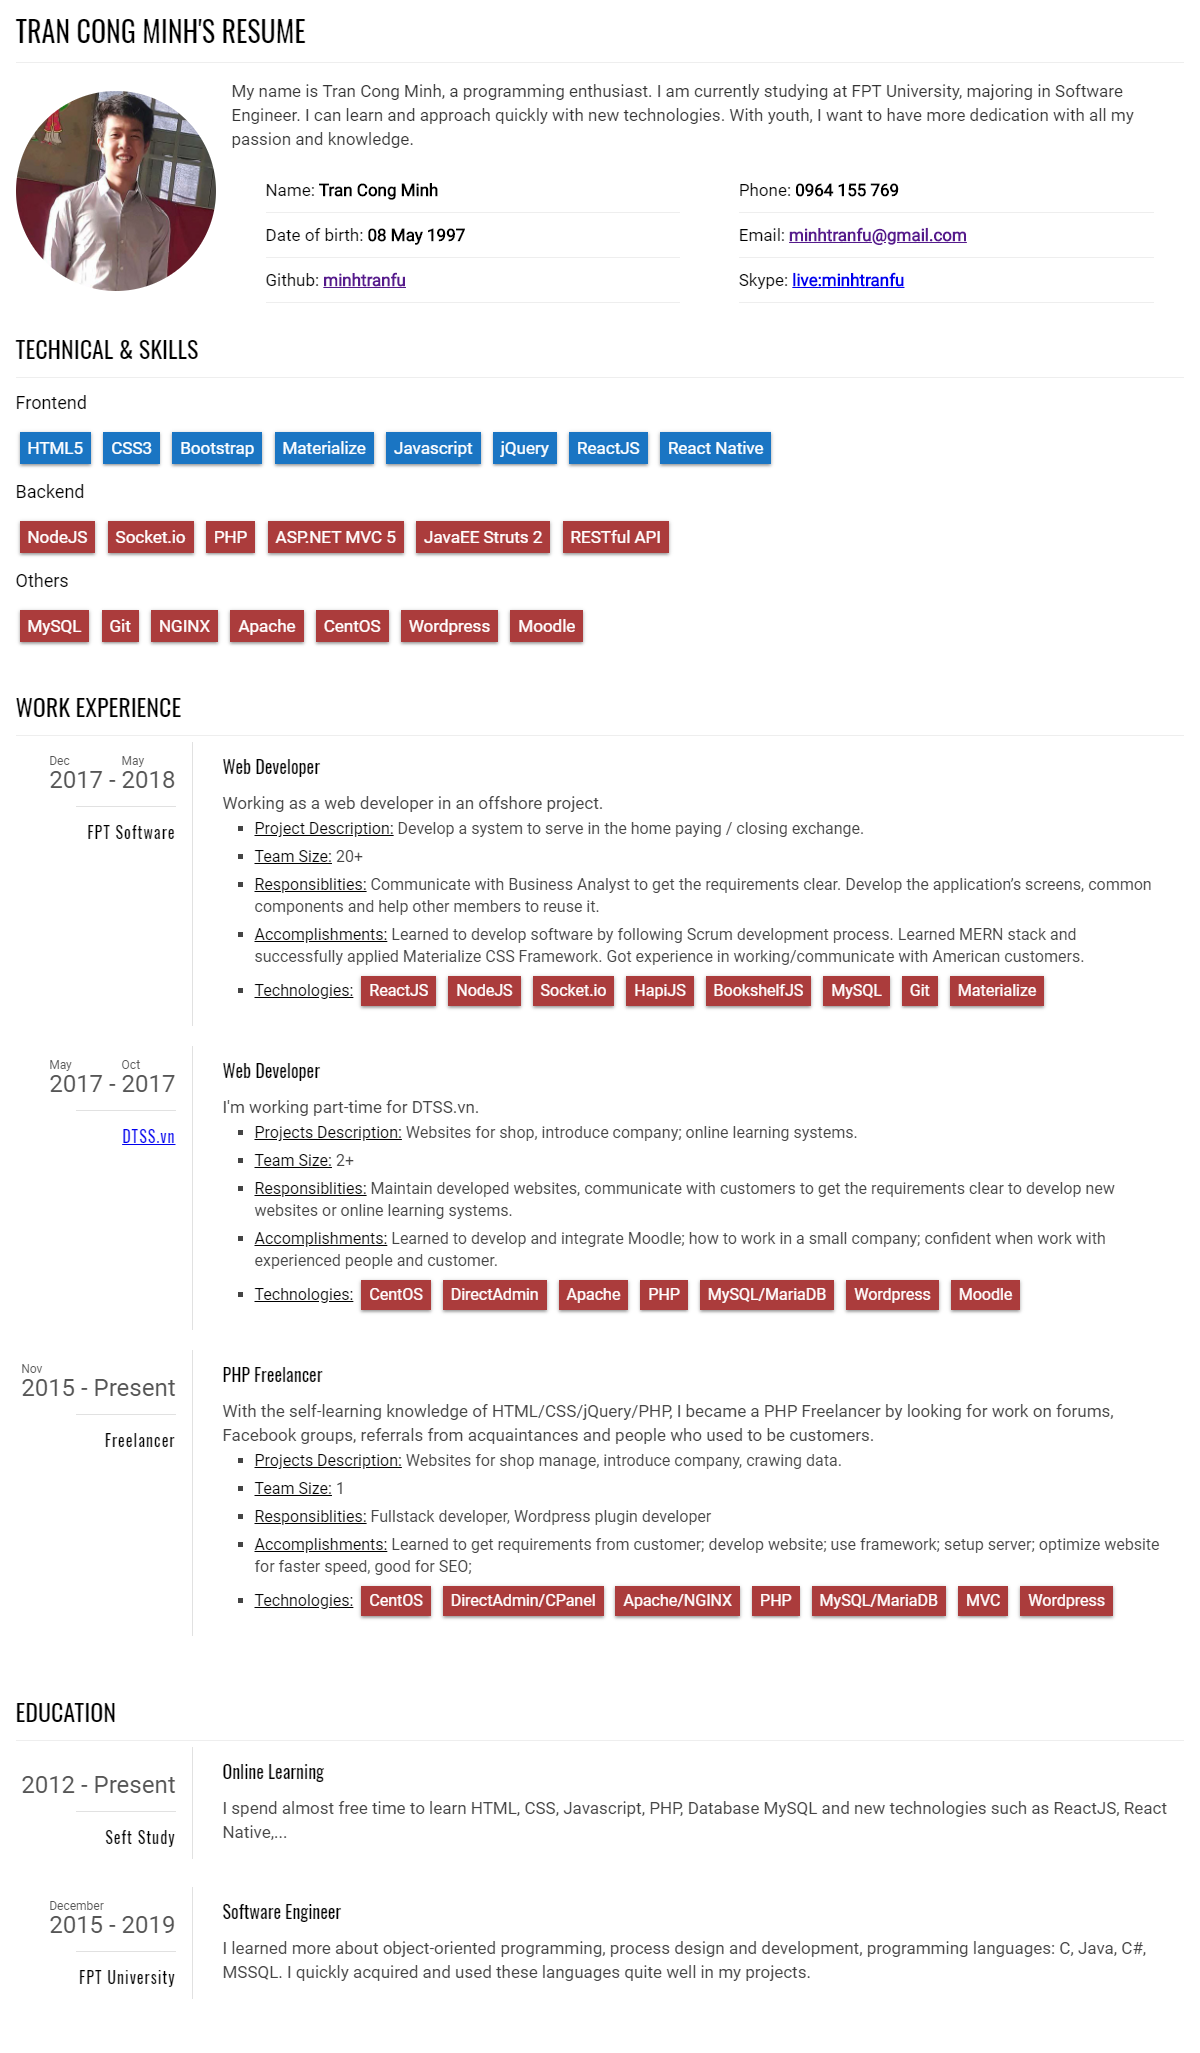 TRAN CONG MINH'S RESUME
My name is Tran Cong Minh, a programming enthusiast. I am currently studying at FPT University, majoring in Software
Engineer. I can learn and approach quickly with new technologies. With youth, I want to have more dedication with all my
passion and knowledge.
Name: Tran Cong Minh
Phone: 0964 155 769
Date of birth: 08 May 1997
Email: minhtranfu@gmail.com
Github: minhtranfu
Skype: live:minhtranfu
TECHNICAL & SKILLS
Frontend
HTML5 CSS3 Bootstrap Materialize Javascript jQuery ReactJS React Native
Backend
NodeJS Socket.io PHP ASP.NET MVC 5 JavaEE Struts 2 RESTful API
Others
MySQL Git NGINX Apache CentOS Wordpress Moodle
WORK EXPERIENCE
Dec May
2017 - 2018
FPT Software
Web Developer
Working as a web developer in an offshore project.
Project Description: Develop a system to serve in the home paying / closing exchange.
Team Size: 20+
Responsiblities: Communicate with Business Analyst to get the requirements clear. Develop the application’s screens, common
components and help other members to reuse it.
Accomplishments: Learned to develop software by following Scrum development process. Learned MERN stack and
successfully applied Materialize CSS Framework. Got experience in working/communicate with American customers.
Technologies: ReactJS NodeJS Socket.io HapiJS BookshelfJS MySQL Git Materialize
May Oct
2017 - 2017
DTSS.vn
Web Developer
I'm working part-time for DTSS.vn.
Projects Description: Websites for shop, introduce company; online learning systems.
Team Size: 2+
Responsiblities: Maintain developed websites, communicate with customers to get the requirements clear to develop new
websites or online learning systems.
Accomplishments: Learned to develop and integrate Moodle; how to work in a small company; confident when work with
experienced people and customer.
Technologies: CentOS DirectAdmin Apache PHP MySQL/MariaDB Wordpress Moodle
Nov
2015 - Present
Freelancer
PHP Freelancer
With the self-learning knowledge of HTML/CSS/jQuery/PHP, I became a PHP Freelancer by looking for work on forums,
Facebook groups, referrals from acquaintances and people who used to be customers.
Projects Description: Websites for shop manage, introduce company, crawing data.
Team Size: 1
Responsiblities: Fullstack developer, Wordpress plugin developer
Accomplishments: Learned to get requirements from customer; develop website; use framework; setup server; optimize website
for faster speed, good for SEO;
Technologies: CentOS DirectAdmin/CPanel Apache/NGINX PHP MySQL/MariaDB MVC Wordpress
EDUCATION
2012 - Present
Seft Study
Online Learning
I spend almost free time to learn HTML, CSS, Javascript, PHP, Database MySQL and new technologies such as ReactJS, React
Native,...
December
2015 - 2019
FPT University
Software Engineer
I learned more about object-oriented programming, process design and development, programming languages: C, Java, C#,
MSSQL. I quickly acquired and used these languages quite well in my projects.